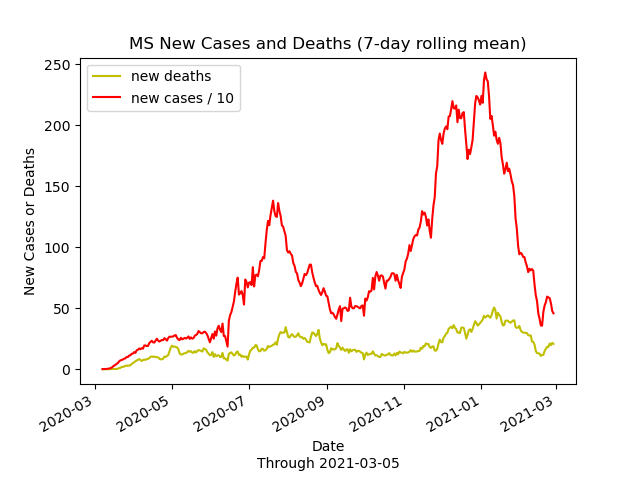 MS New Cases and Deaths (7-day rolling mean)
new deaths
new cases / 10
250
200
150
100
50
0
New Cases or Deaths
2020-03
2020-05
2020-07
2020-09
2020-11
2021-01
2021-03
Date
Through 2021-03-05